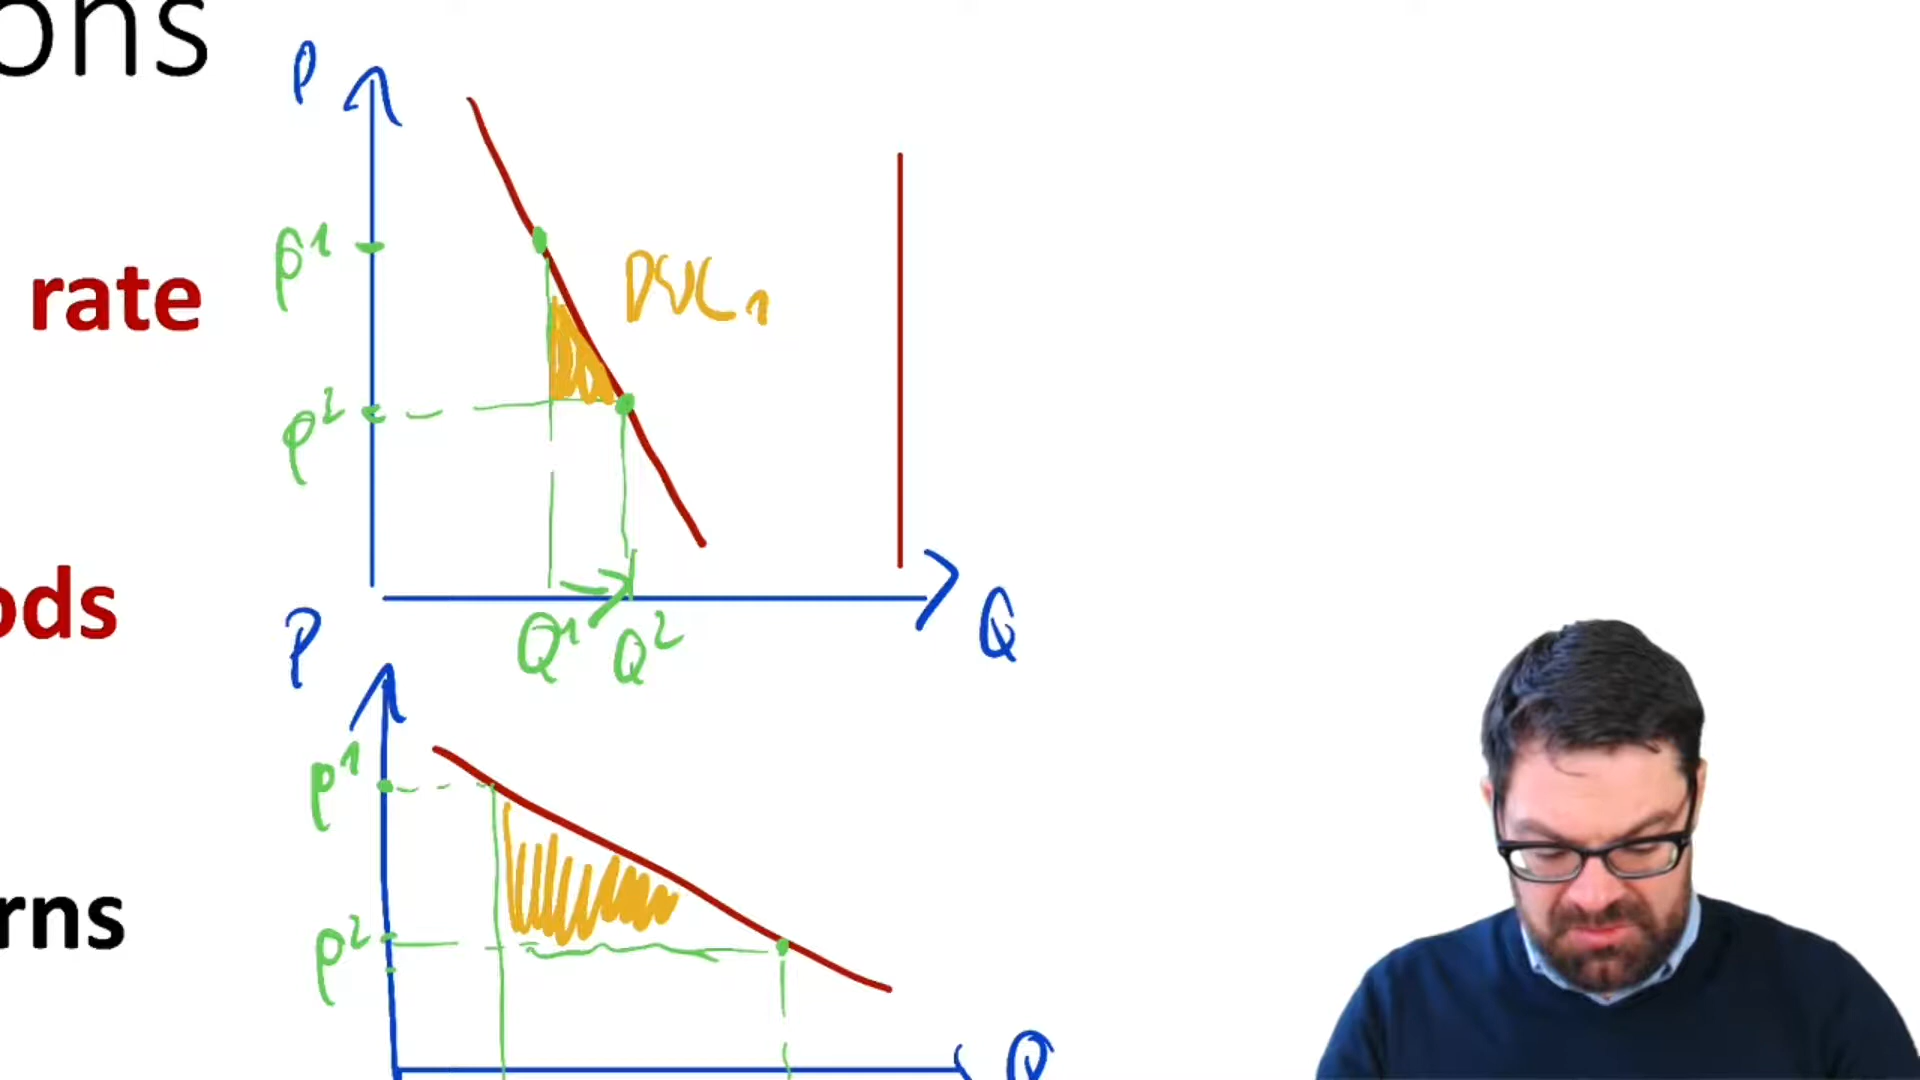 ons
P
rate
P¹
DVC₁
P²
ods
Q¹ Q² Q
P
P¹
rns
P²
Q